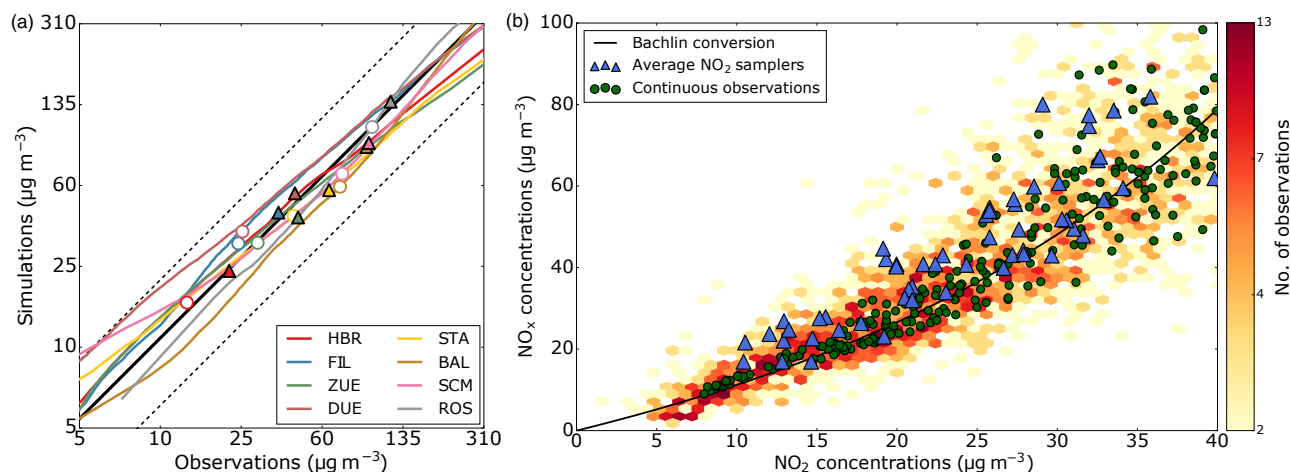 (a)
310
135
60
25
10
5
Simulations (µg m⁻³)
HBR
FIL
ZUE
DUE
STA
BAL
SCM
ROS
5 10 25 60 135 310
Observations (µg m⁻³)
(b)
100
80
60
40
20
0
NOₓ concentrations (µg m⁻³)
Bachlin conversion
Average NO₂ samplers
Continuous observations
0 5 10 15 20 25 30 35 40
NO₂ concentrations (µg m⁻³)
13
7
4
2
No. of observations